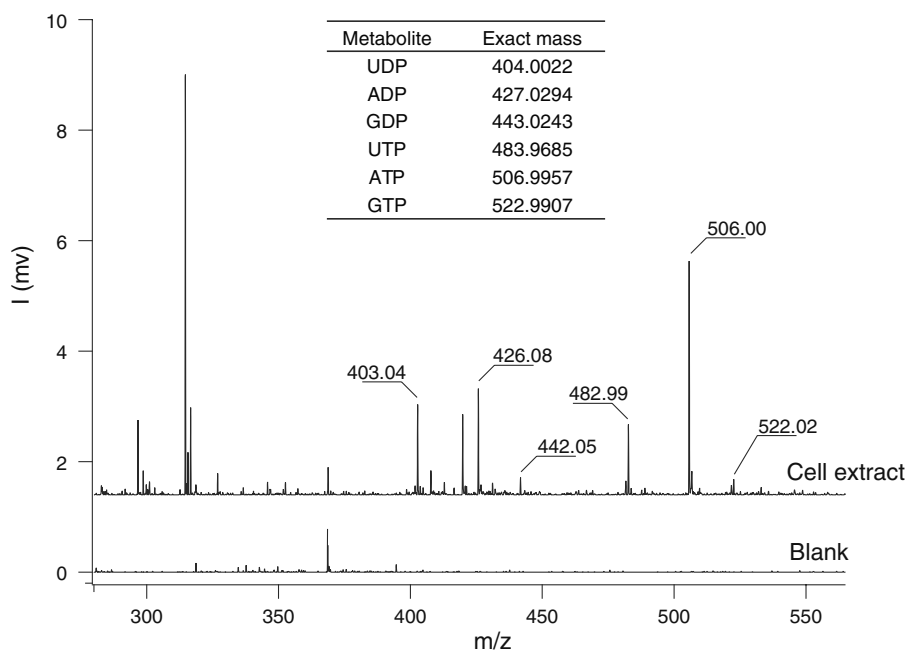 10
Metabolite Exact mass
UDP 404.0022
ADP 427.0294
GDP 443.0243
UTP 483.9685
ATP 506.9957
GTP 522.9907
8
6
4
2
0
I (mv)
506.00
403.04
426.08
482.99
442.05
522.02
Cell extract
Blank
300 350 400 450 500 550
m/z